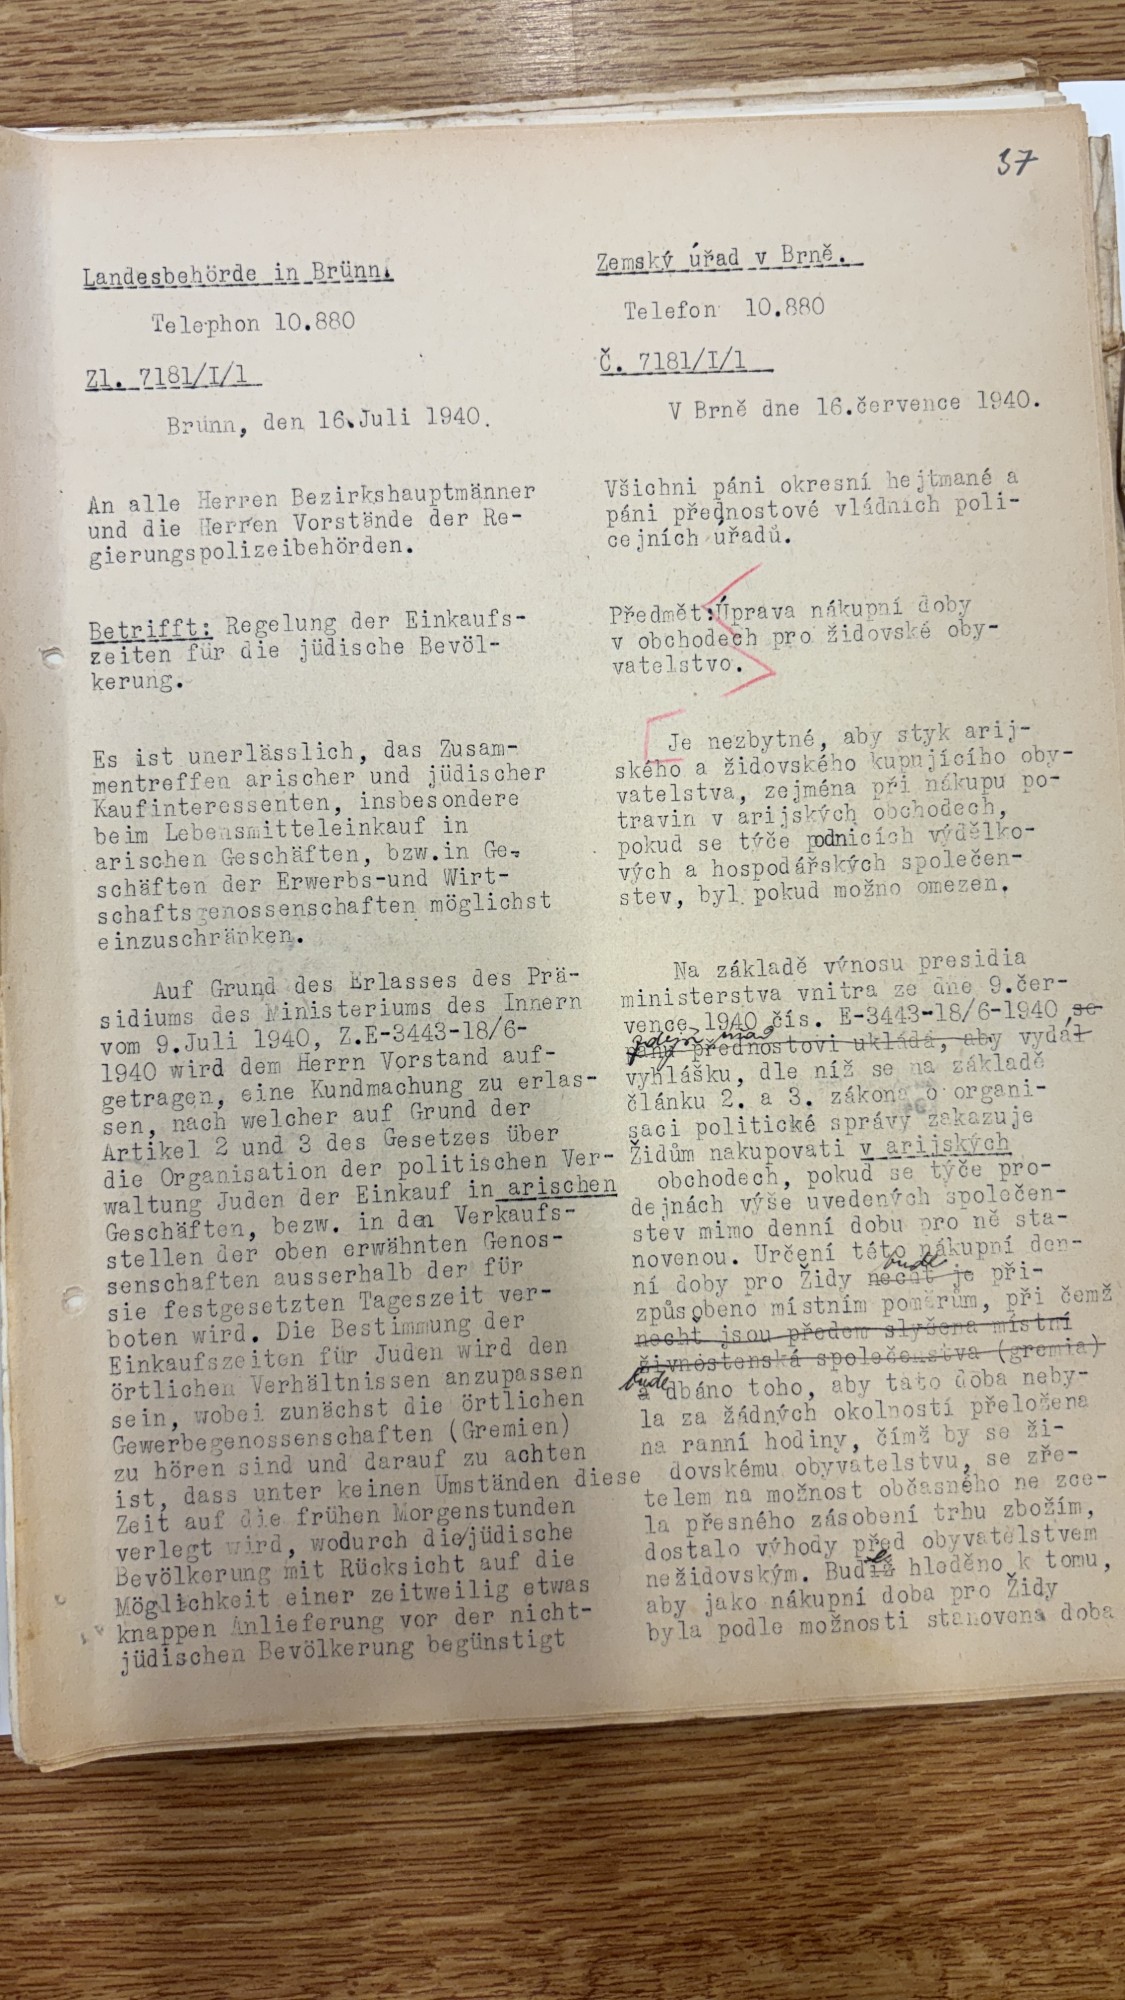 37
Landesbehörde in Brünn.
Telephon 10.880
Zl. 7181/I/1
Brünn, den 16.Juli 1940.
An alle Herren Bezirkshauptmänner
und die Herren Vorstände der Re-
gierungspolizeibehörden.
Betrifft: Regelung der Einkaufs-
zeiten für die jüdische Bevöl-
kerung.
Es ist unerlässlich, das Zusam-
mentreffen arischer und jüdischer
Kaufinteressenten, insbesondere
beim Lebensmitteleinkauf in
arischen Geschäften, bzw.in Ge-
schäften der Erwerbs-und Wirt-
schaftsgenossenschaften möglichst
einzuschränken.
Auf Grund des Erlasses des Prä-
sidiums des Ministeriums des Innern
vom 9.Juli 1940, Z.E-3443-18/6-
1940 wird dem Herrn Vorstand auf-
getragen, eine Kundmachung zu erlas-
sen, nach welcher auf Grund der
Artikel 2 und 3 des Gesetzes über
die Organisation der politischen Ver-
waltung Juden der Einkauf in arischen
Geschäften, bezw. in den Verkaufs-
stellen der oben erwähnten Genos-
senschaften ausserhalb der für
sie festgesetzten Tageszeit ver-
boten wird. Die Bestimmung der
Einkaufszeiten für Juden wird den
örtlichen Verhältnissen anzupassen
sein, wobei zunächst die örtlichen
Gewerbegenossenschaften (Gremien)
zu hören sind und darauf zu achten
ist, dass unter keinen Umständen diese
Zeit auf die frühen Morgenstunden
verlegt wird, wodurch die/jüdische
Bevölkerung mit Rücksicht auf die
Möglichkeit einer zeitweilig etwas
knappen Anlieferung vor der nicht-
jüdischen Bevölkerung begünstigt
Zemský úřad v Brně.
Telefon 10.880
Č. 7181/I/1
V Brně dne 16.července 1940.
Všichni páni okresní hejtmané a
páni přednostové vládních poli-
cejních úřadů.
Předmět:Úprava nákupní doby
v obchodech pro židovské oby-
vatelstvo.
Je nezbytné, aby styk arij-
ského a židovského kupujícího oby-
vatelstva, zejména při nákupu po-
travin v arijských obchodech,
pokud se týče podnicích výdělko-
vých a hospodářských společen-
stev, byl pokud možno omezen.
Na základě výnosu presidia
ministerstva vnitra ze dne 9.čer-
vence 1940 čís. E-3443-18/6-1940 ,se
zdejší úřad
pánu přednostovi ukládá, aby vydal
vyhlášku, dle níž se na základě
článku 2. a 3. zákona o organi-
saci politické správy zakazuje
Židům nakupovati v arijských
obchodech, pokud se týče pro-
dejnách výše uvedených společen-
stev mimo denní dobu pro ně sta-
novenou. Určení této nákupní den-
bude
ní doby pro Židy nechť je při-
způsobeno místním poměrům, při čemž
nechť jsou předem slyšena místní
živnostenská společenstva (gremia)
bude
a dbáno toho, aby tato doba neby-
la za žádných okolností přeložena
na ranní hodiny, čímž by se ži-
dovskému obyvatelstvu, se zře-
telem na možnost občasného ne zce-
la přesného zásobení trhu zbožím,
dostalo výhody před obyvatelstvem
nežidovským. Budiž hleděno k tomu,
aby jako nákupní doba pro Židy
byla podle možnosti stanovena doba